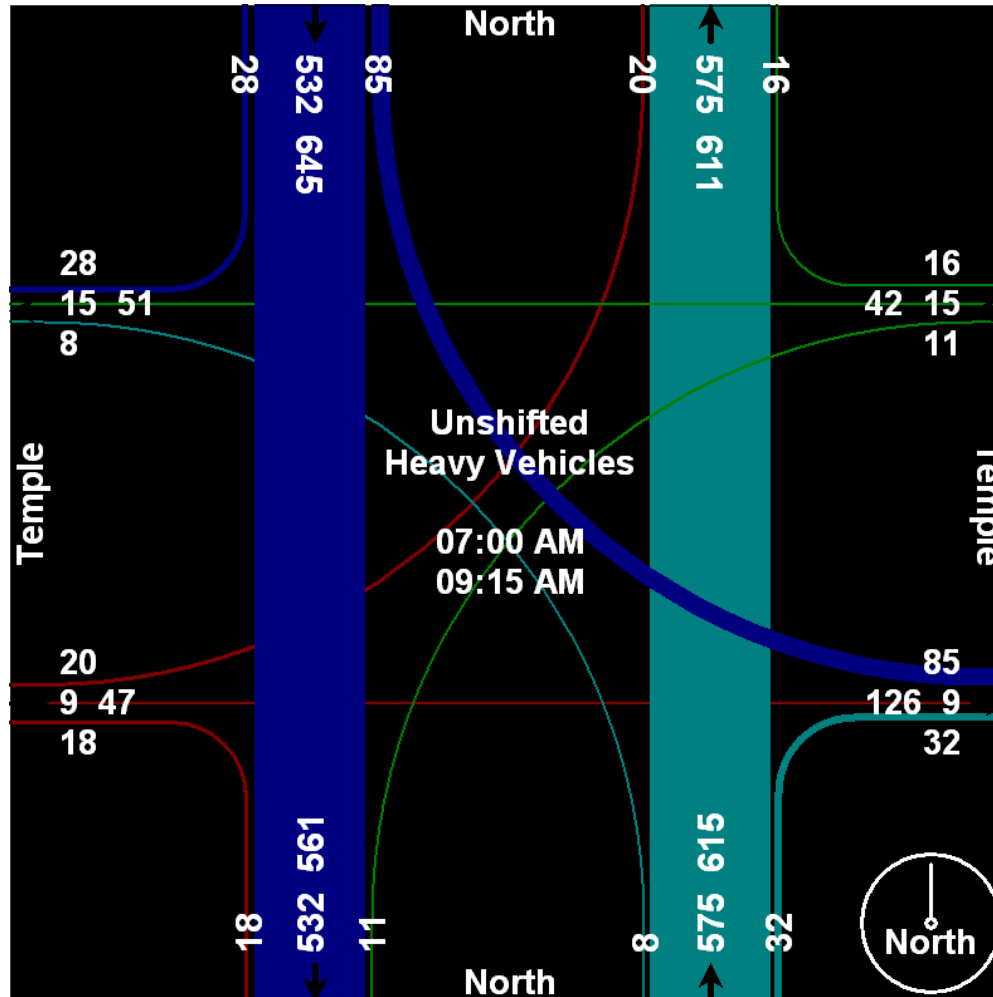 North
28 532 85 20 575 16
645 611
28 16
15 51 42 15
8 11
Unshifted
Heavy Vehicles
Temple
Temple
07:00 AM
09:15 AM
20 85
9 47 126 9
18 32
561 615
18 532 11 8 575 32
North
North